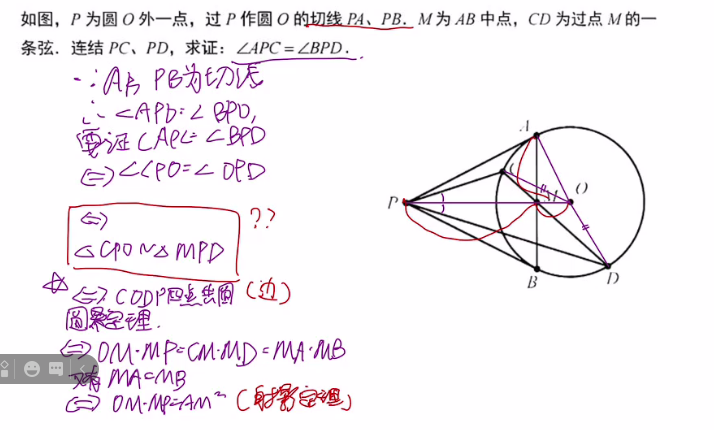 如图，P 为圆 O 外一点，过 P 作圆 O 的切线 PA、PB．M 为 AB 中点，CD 为过点 M 的一
条弦．连结 PC、PD，求证：∠APC＝∠BPD．
∵ PA, PB为切线
∴ ∠APO=∠BPO,
要证∠APC=∠BPD
⇔ ∠CPO=∠OPD
⇔
△CPO∽△MPD
??
☆ ⇔ CODP四点共圆(边)
圆幂定理.
⇔ OM·MP=CM·MD=MA·MB
又有 MA=MB
⇔ OM·MP=AM² (射影定理)
A
C
P
M
O
B
D